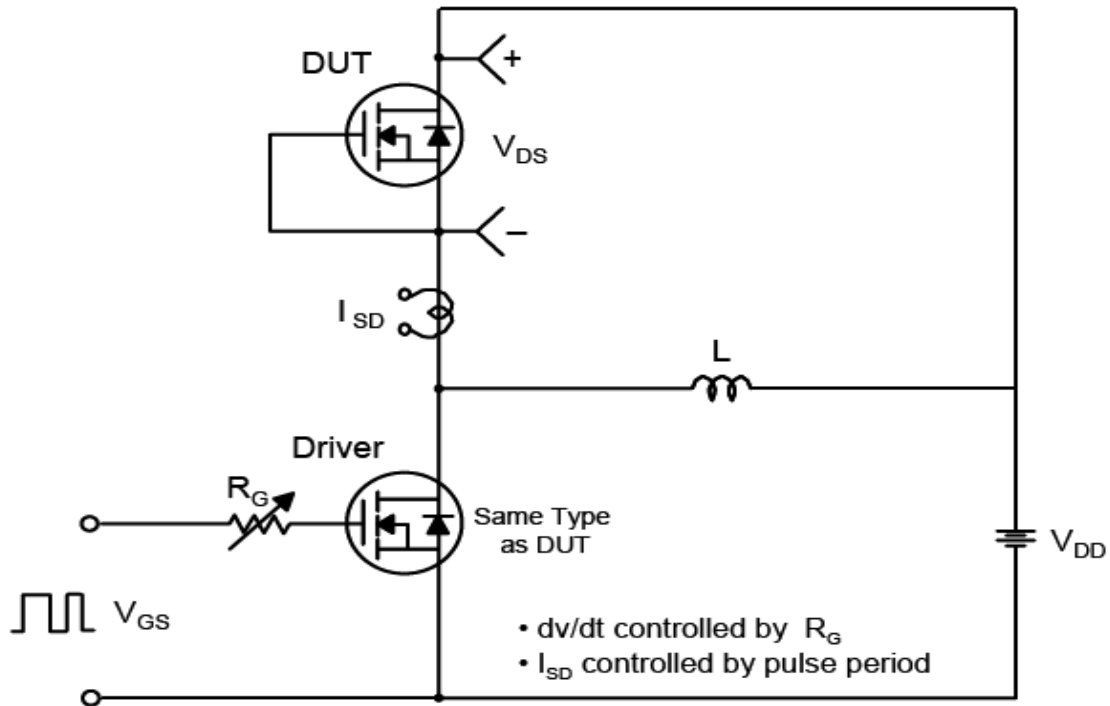 DUT
+
V_DS
–
I_SD
L
Driver
R_G
Same Type
as DUT
V_DD
V_GS
• dv/dt controlled by R_G
• I_SD controlled by pulse period